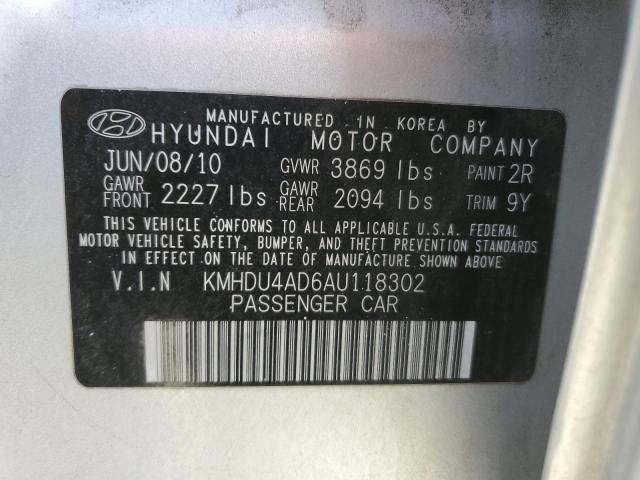 MANUFACTURED IN KOREA BY
HYUNDAI MOTOR COMPANY
JUN/08/10 GVWR 3869 lbs PAINT 2R
GAWR FRONT 2227 lbs GAWR REAR 2094 lbs TRIM 9Y
THIS VEHICLE CONFORMS TO ALL APPLICABLE U.S.A. FEDERAL
MOTOR VEHICLE SAFETY, BUMPER, AND THEFT PREVENTION STANDARDS
IN EFFECT ON THE DATE OF MANUFACTURE SHOWN ABOVE.
V.I.N KMHDU4AD6AU118302
PASSENGER CAR